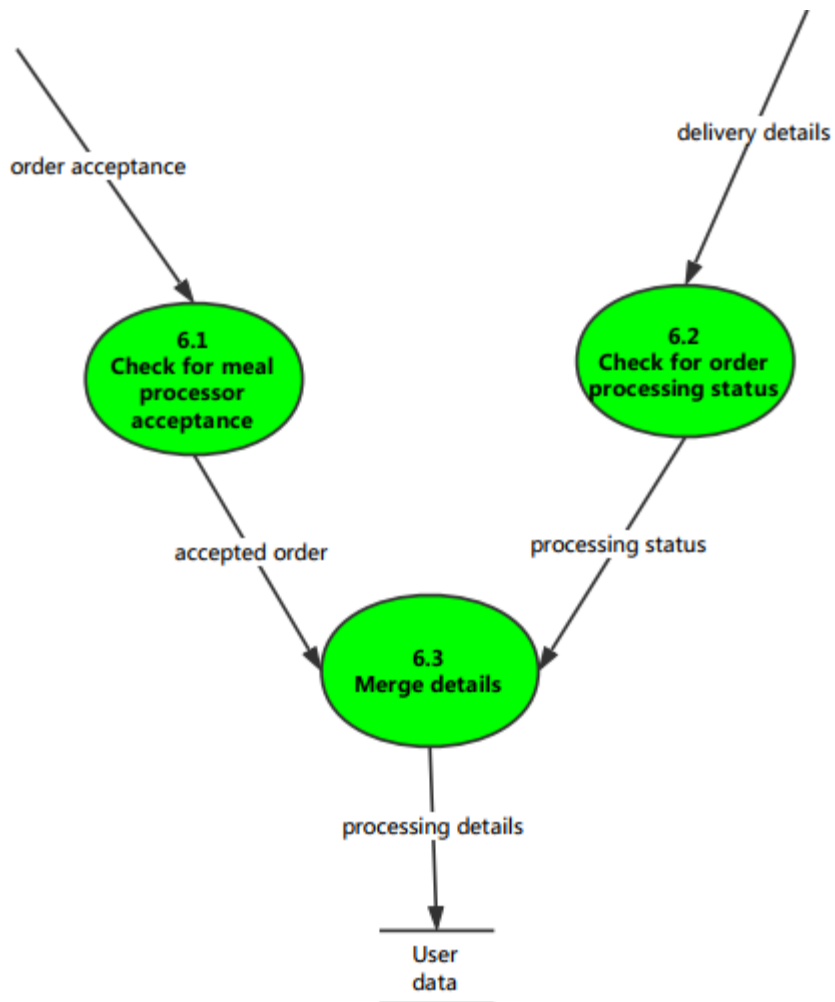 delivery details
order acceptance
6.1
Check for meal
processor
acceptance
6.2
Check for order
processing status
accepted order
processing status
6.3
Merge details
processing details
User
data